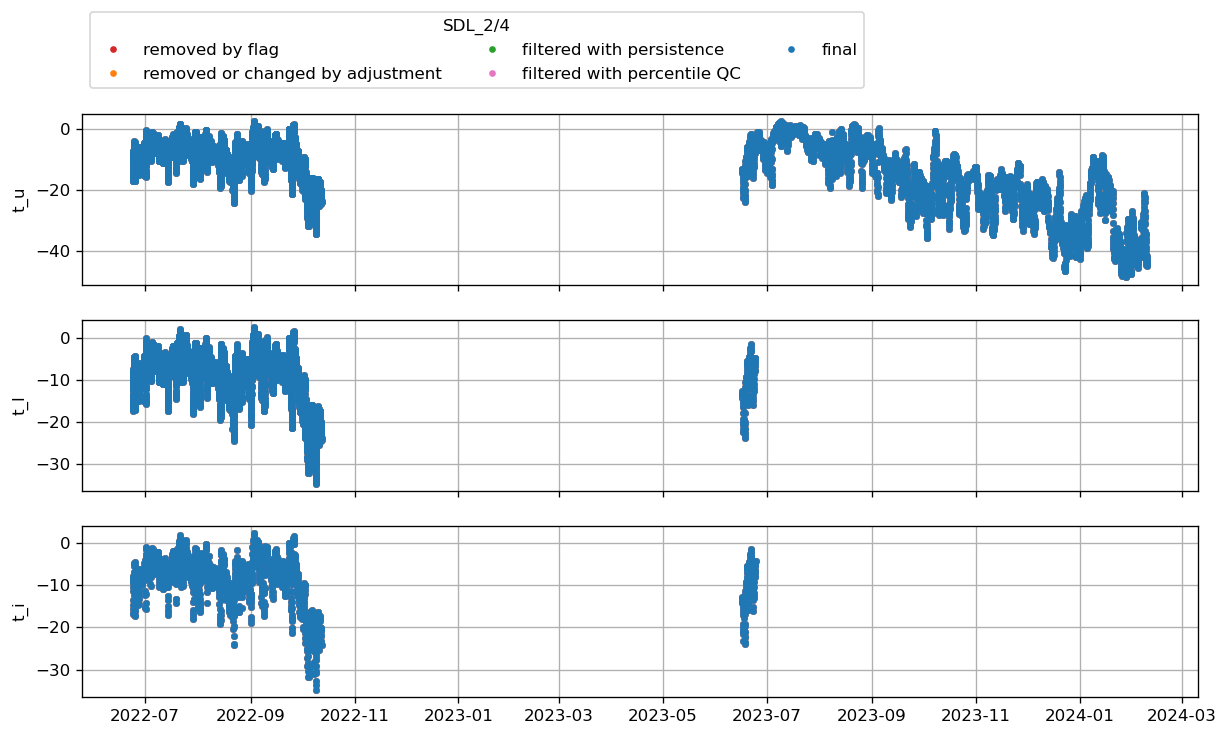 SDL_2/4
removed by flag
filtered with persistence
final
removed or changed by adjustment
filtered with percentile QC
0
−20
−40
t_u
0
−10
−20
−30
t_l
0
−10
−20
−30
t_i
2022-07 2022-09 2022-11 2023-01 2023-03 2023-05 2023-07 2023-09 2023-11 2024-01 2024-03